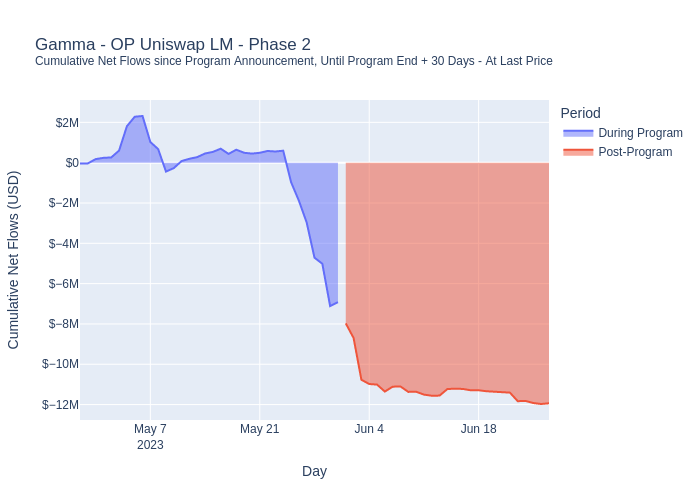 Gamma - OP Uniswap LM - Phase 2
Cumulative Net Flows since Program Announcement, Until Program End + 30 Days - At Last Price
Period
During Program
Post-Program
Cumulative Net Flows (USD)
$2M
$0
$−2M
$−4M
$−6M
$−8M
$−10M
$−12M
May 7
2023
May 21
Jun 4
Jun 18
Day